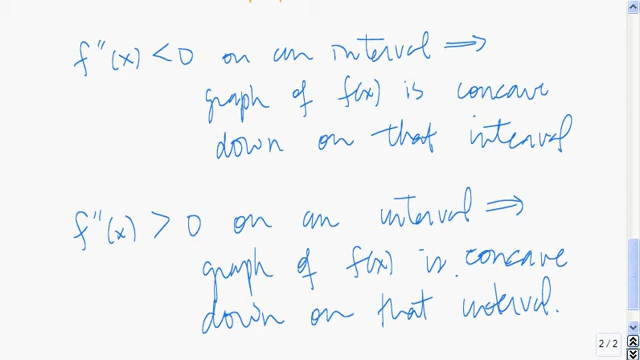 f''(x) < 0 on an interval ⟹
graph of f(x) is concave
down on that interval
f''(x) > 0 on an interval ⟹
graph of f(x) is concave
down on that interval.
2 / 2